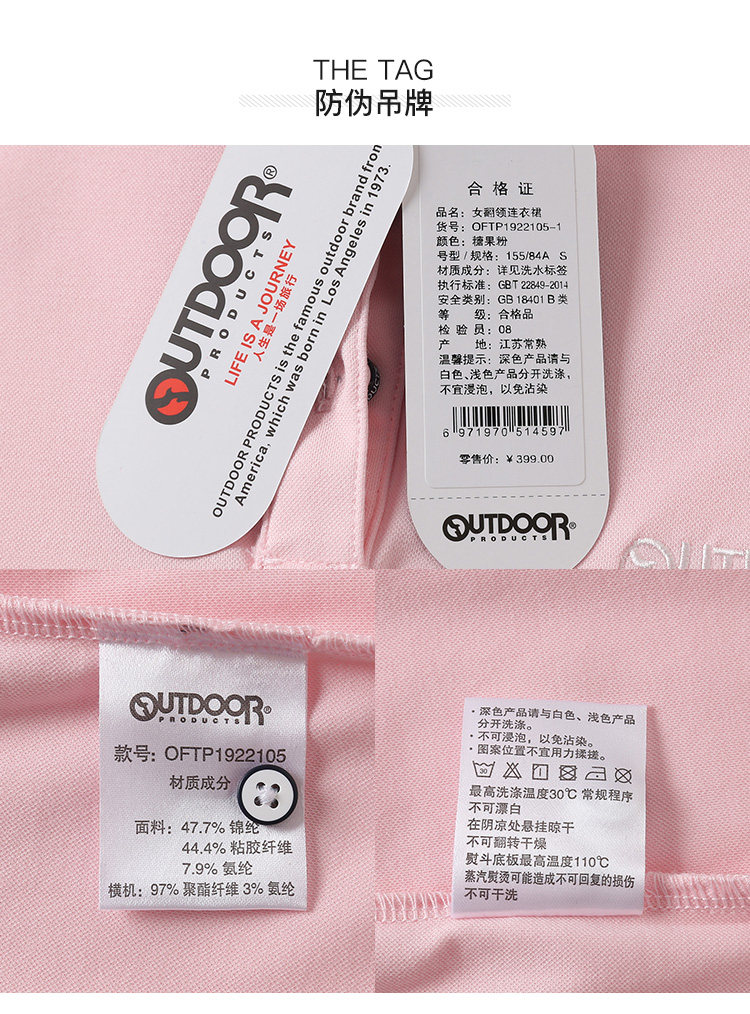 THE TAG
防伪吊牌
OUTDOOR®
PRODUCTS
LIFE IS A JOURNEY
人生是一场旅行
OUTDOOR PRODUCTS is the famous outdoor brand from
America, which was born in Los Angeles in 1973.
合格证
品名：女翻领连衣裙
货号：OFTP1922105-1
颜色：糖果粉
号型/规格：155/84A S
材质成分：详见洗水标签
执行标准：GBT 22849-2014
安全类别：GB 18401 B 类
等 级：合格品
检 验 员：08
产 地：江苏常熟
温馨提示：深色产品请与
白色、浅色产品分开洗涤，
不宜浸泡，以免沾染
6 971970 514597
零售价：￥399.00
OUTDOOR®
PRODUCTS
OUTDOOR®
PRODUCTS
款号：OFTP1922105
材质成分
面料：47.7% 锦纶
44.4% 粘胶纤维
7.9% 氨纶
横机：97% 聚酯纤维 3% 氨纶
·深色产品请与白色、浅色产品
分开洗涤。
·不可浸泡，以免沾染。
·图案位置不宜用力揉搓。
最高洗涤温度30℃ 常规程序
不可漂白
在阴凉处悬挂晾干
不可翻转干燥
熨斗底板最高温度110℃
蒸汽熨烫可能造成不可回复的损伤
不可干洗